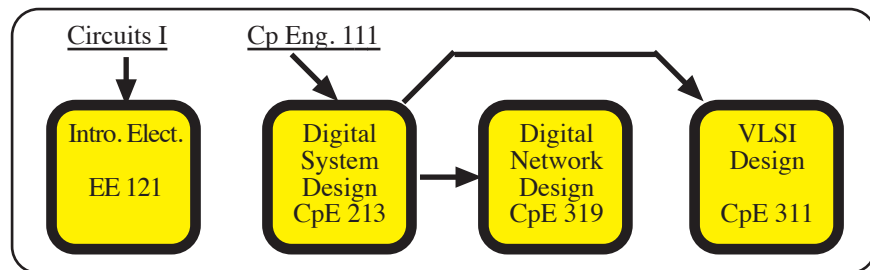 Circuits I
Cp Eng. 111
Intro. Elect.
EE 121
Digital
System
Design
CpE 213
Digital
Network
Design
CpE 319
VLSI
Design
CpE 311